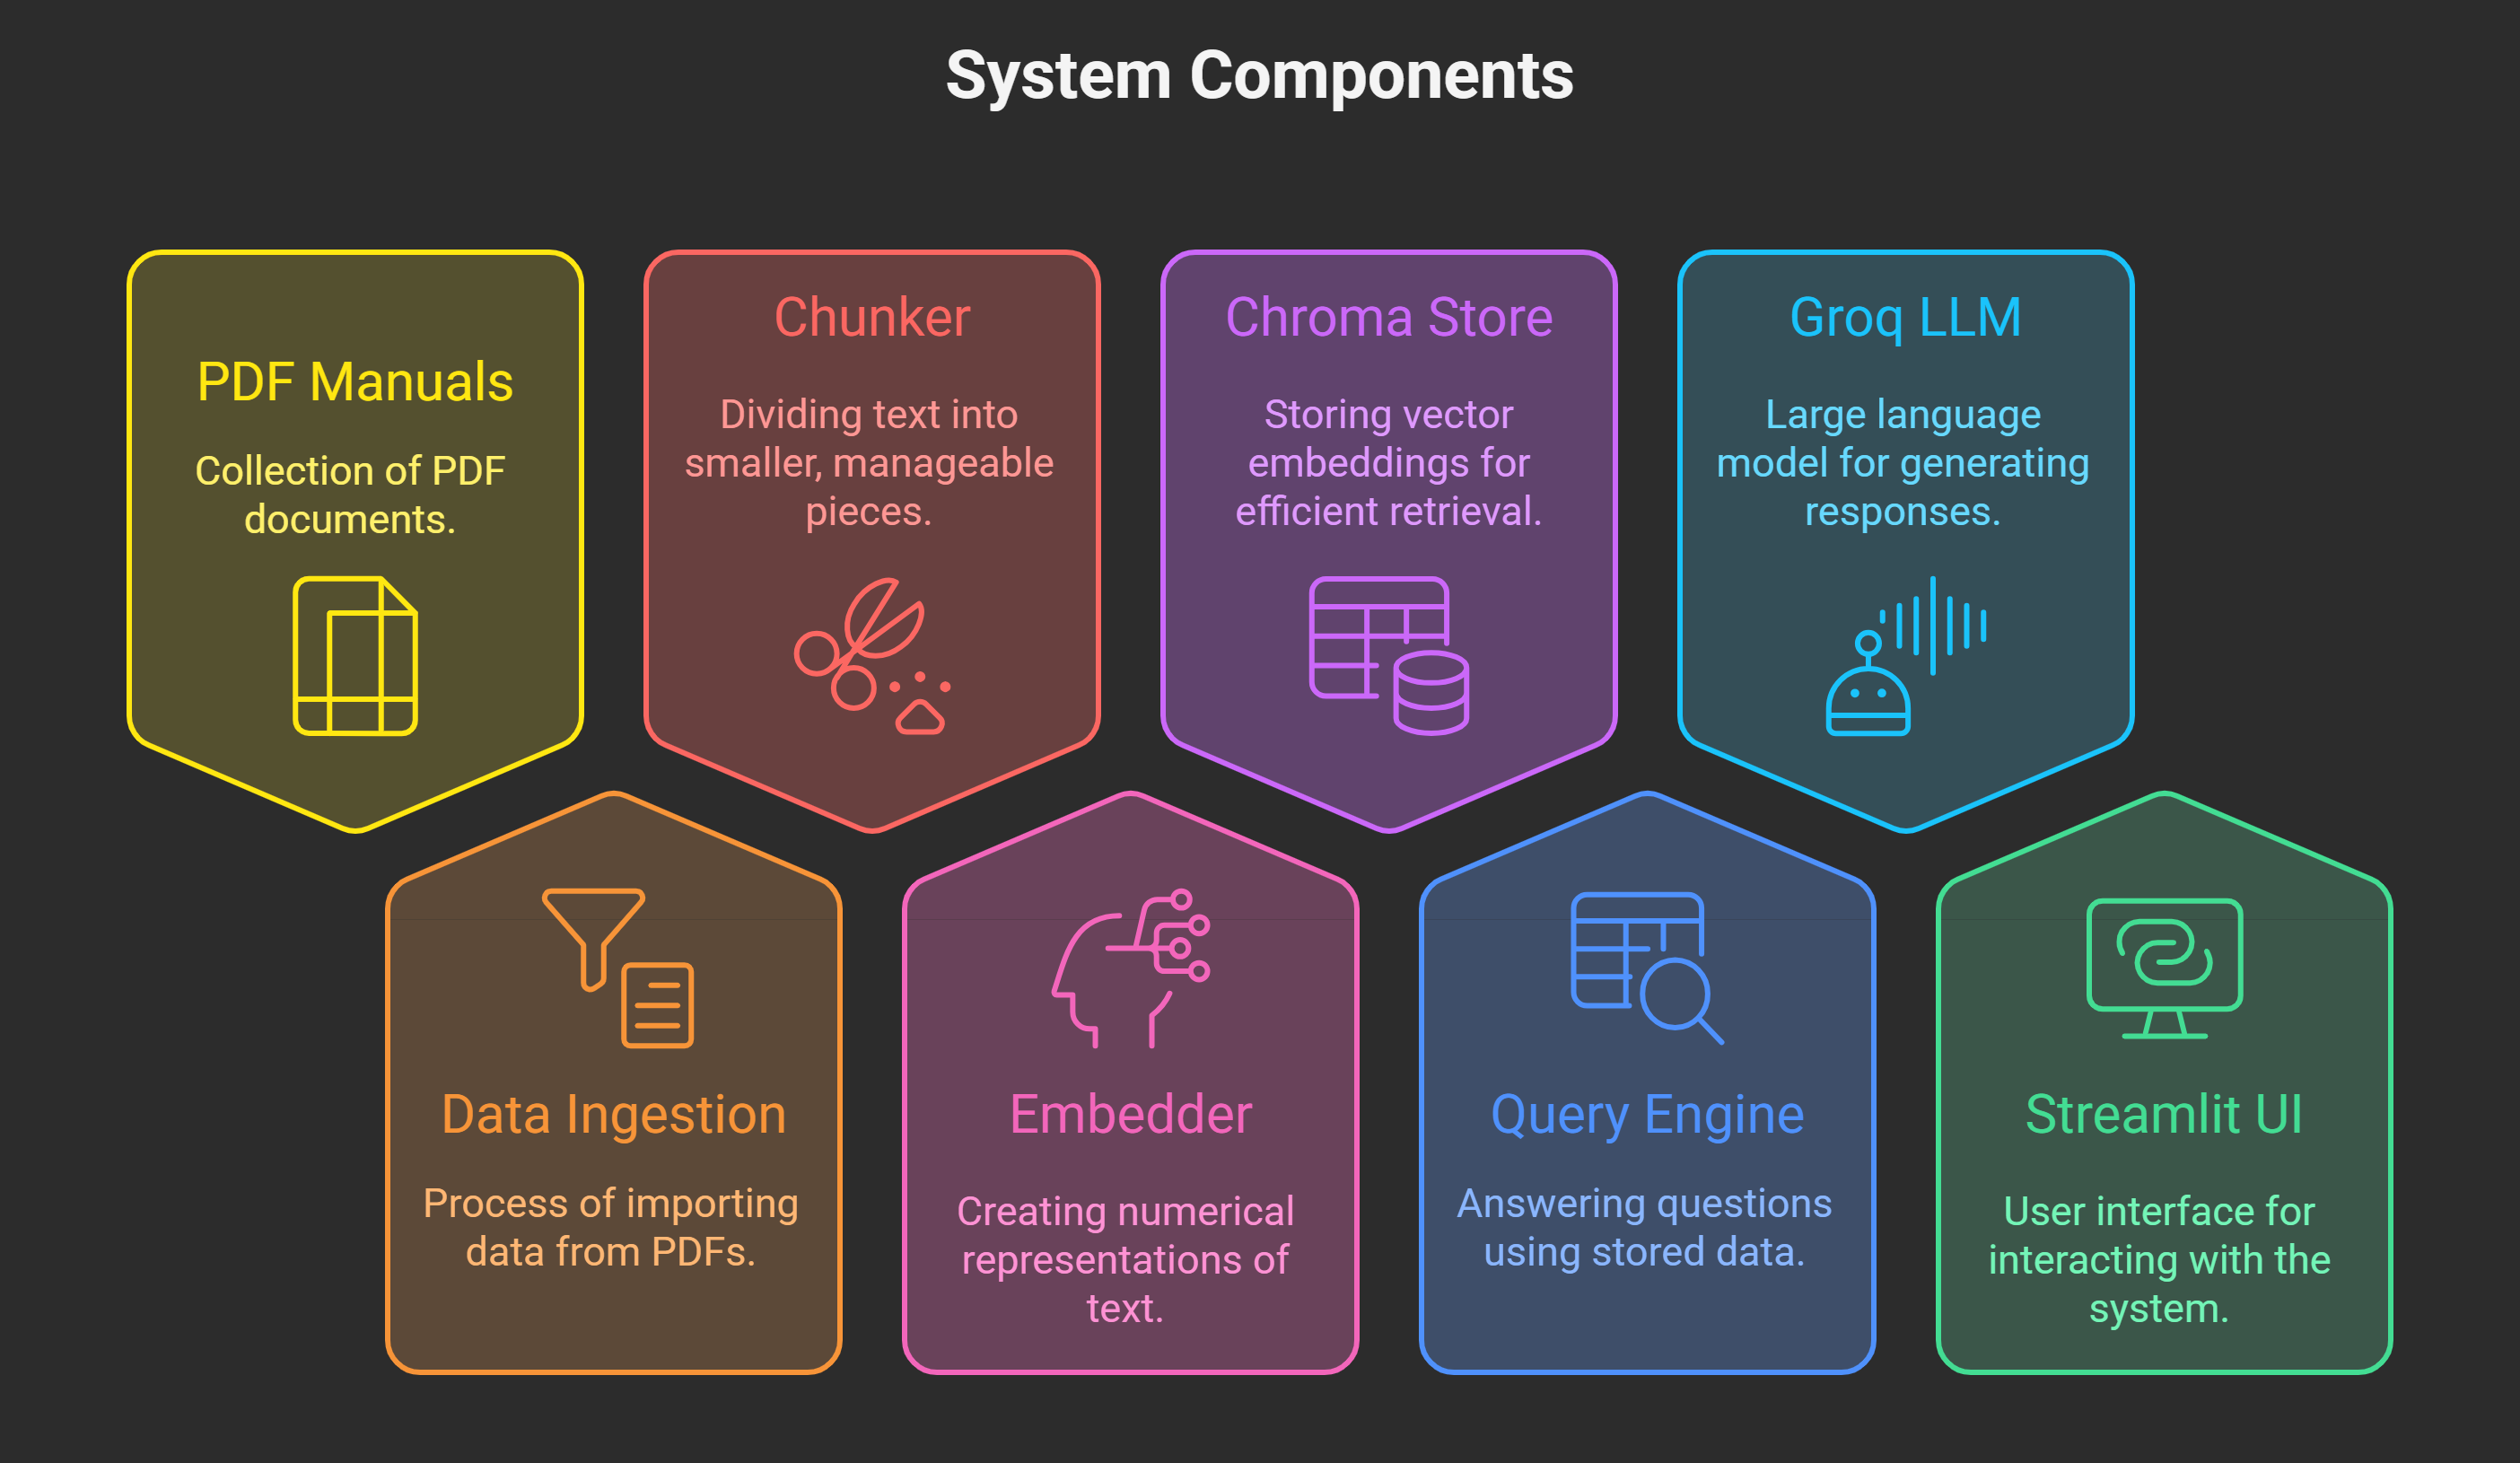 System Components
PDF Manuals
Collection of PDF
documents.
Data Ingestion
Process of importing
data from PDFs.
Chunker
Dividing text into
smaller, manageable
pieces.
Embedder
Creating numerical
representations of
text.
Chroma Store
Storing vector
embeddings for
efficient retrieval.
Query Engine
Answering questions
using stored data.
Groq LLM
Large language
model for generating
responses.
Streamlit UI
User interface for
interacting with the
system.